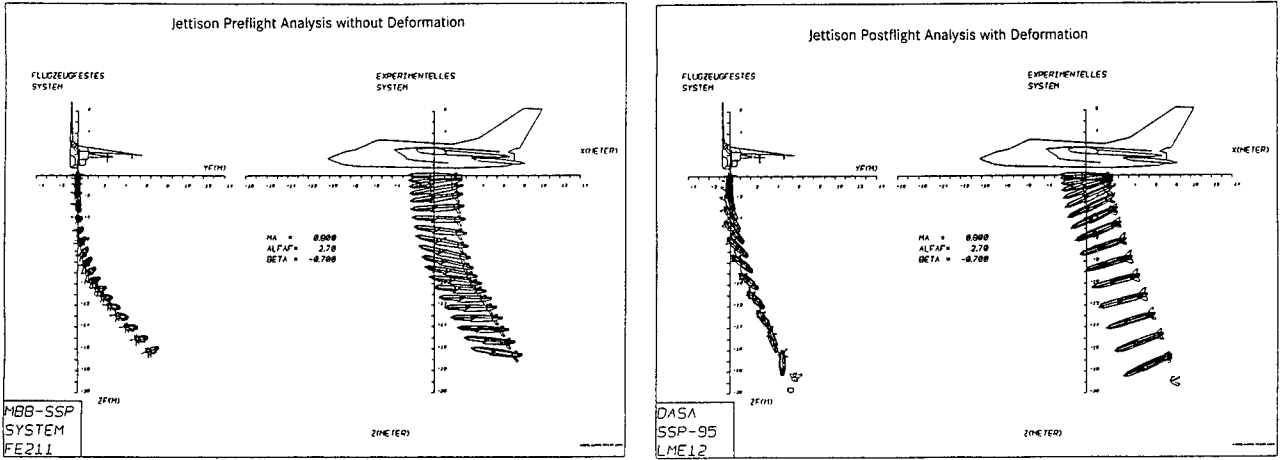 Jettison Preflight Analysis without Deformation
FLUGZEUGFESTES
SYSTEM
EXPERIMENTELLES
SYSTEM
X(METER)
YF(M)
MA = 0.800
ALFAF= 2.70
BETA = -0.700
ZF(M)
Z(METER)
MBB-SSP
SYSTEM
FE211
Jettison Postflight Analysis with Deformation
FLUGZEUGFESTES
SYSTEM
EXPERIMENTELLES
SYSTEM
X(METER)
YF(M)
MA = 0.800
ALFAF= 2.70
BETA = -0.700
ZF(M)
Z(METER)
DASA
SSP-95
LME12